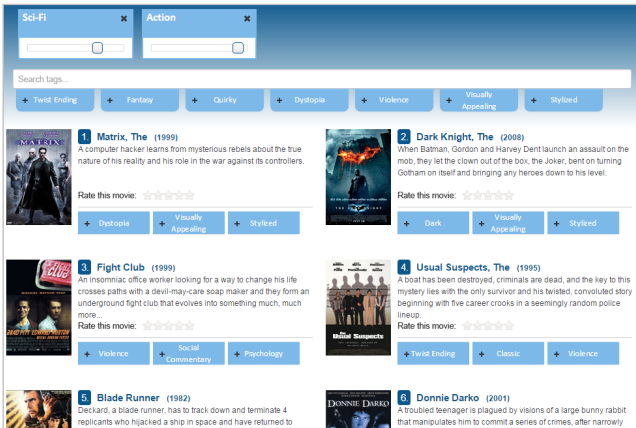 Sci-Fi ✖ Action ✖
Search tags...
+ Twist Ending + Fantasy + Quirky + Dystopia + Violence + Visually Appealing + Stylized
1. Matrix, The (1999)
A computer hacker learns from mysterious rebels about the true
nature of his reality and his role in the war against its controllers.
MATRIX
Rate this movie:
+ Dystopia + Visually Appealing + Stylized
2. Dark Knight, The (2008)
When Batman, Gordon and Harvey Dent launch an assault on the
mob, they let the clown out of the box, the Joker, bent on turning
Gotham on itself and bringing any heroes down to his level.
Rate this movie:
+ Dark + Visually Appealing + Stylized
3. Fight Club (1999)
An insomniac office worker looking for a way to change his life
crosses paths with a devil-may-care soap maker and they form an
underground fight club that evolves into something much, much
more...
Rate this movie:
CLUB
BRAD PITT EDWARD NORTON
+ Violence + Social Commentary + Psychology
4. Usual Suspects, The (1995)
A boat has been destroyed, criminals are dead, and the key to this
mystery lies with the only survivor and his twisted, convoluted story
beginning with five career crooks in a seemingly random police
lineup.
Rate this movie:
Usual Suspects
+ Twist Ending + Classic + Violence
5. Blade Runner (1982)
Deckard, a blade runner, has to track down and terminate 4
replicants who hijacked a ship in space and have returned to
6. Donnie Darko (2001)
A troubled teenager is plagued by visions of a large bunny rabbit
that manipulates him to commit a series of crimes, after narrowly
DONNIE DARKO